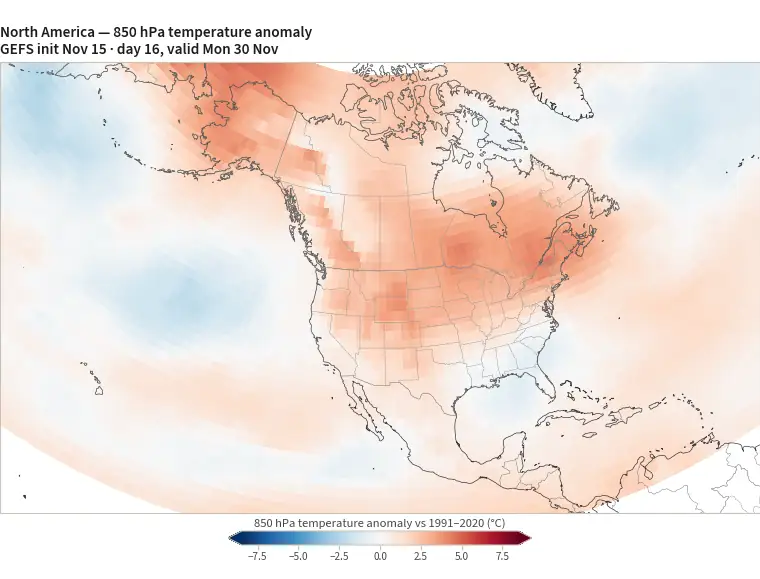 North America — 850 hPa temperature anomaly
GEFS init Nov 15 · day 16, valid Mon 30 Nov
850 hPa temperature anomaly vs 1991–2020 (°C)
−7.5 −5.0 −2.5 0.0 2.5 5.0 7.5